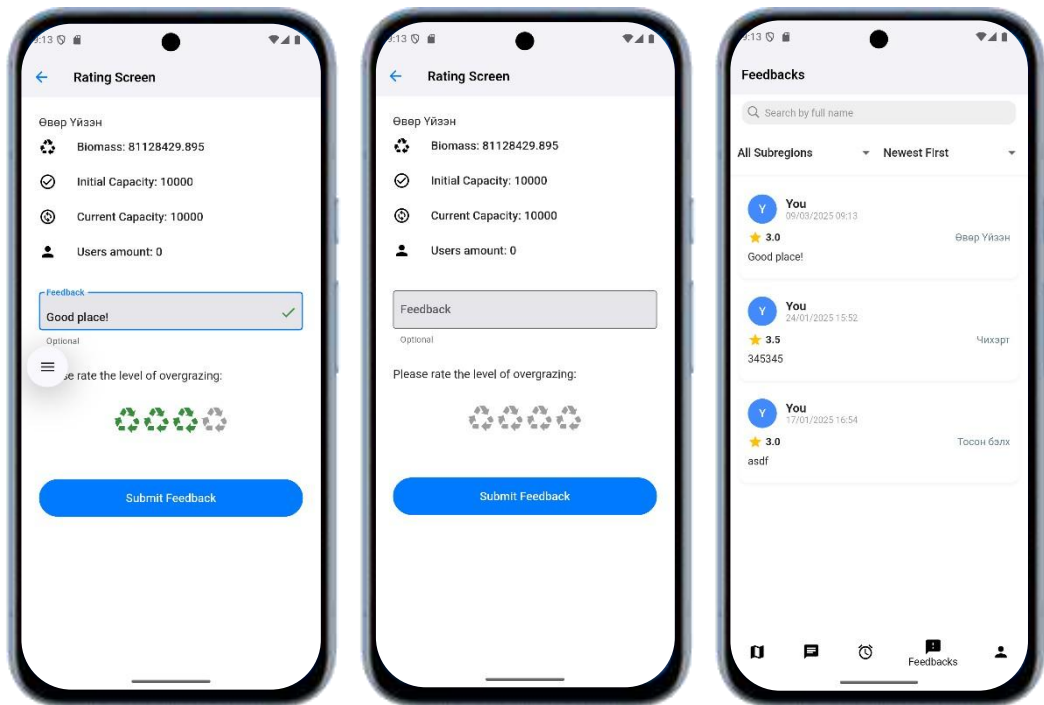 9:13
Rating Screen
Өвөр Үйзэн
Biomass: 81128429.895
Initial Capacity: 10000
Current Capacity: 10000
Users amount: 0
Feedback
Good place!
Optional
se rate the level of overgrazing:
Submit Feedback
9:13
Rating Screen
Өвөр Үйзэн
Biomass: 81128429.895
Initial Capacity: 10000
Current Capacity: 10000
Users amount: 0
Feedback
Optional
Please rate the level of overgrazing:
Submit Feedback
9:13
Feedbacks
Search by full name
All Subregions Newest First
Y You
09/03/2025 09:13
3.0 Өвөр Үйзэн
Good place!
Y You
24/01/2025 15:52
3.5 Чихэрт
345345
Y You
17/01/2025 16:54
3.0 Тосон бэлх
asdf
Feedbacks